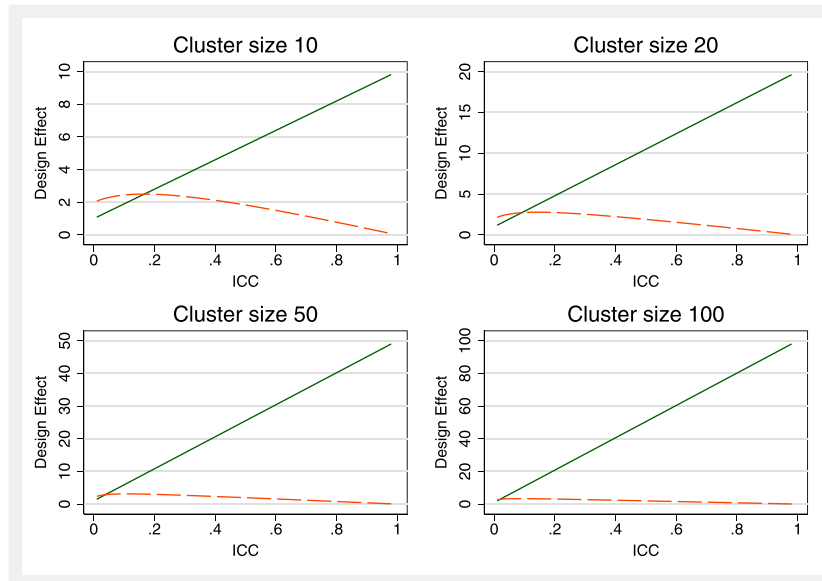 Cluster size 10
Design Effect
10
8
6
4
2
0
0 .2 .4 .6 .8 1
ICC
Cluster size 20
Design Effect
20
15
10
5
0
0 .2 .4 .6 .8 1
ICC
Cluster size 50
Design Effect
50
40
30
20
10
0
0 .2 .4 .6 .8 1
ICC
Cluster size 100
Design Effect
100
80
60
40
20
0
0 .2 .4 .6 .8 1
ICC